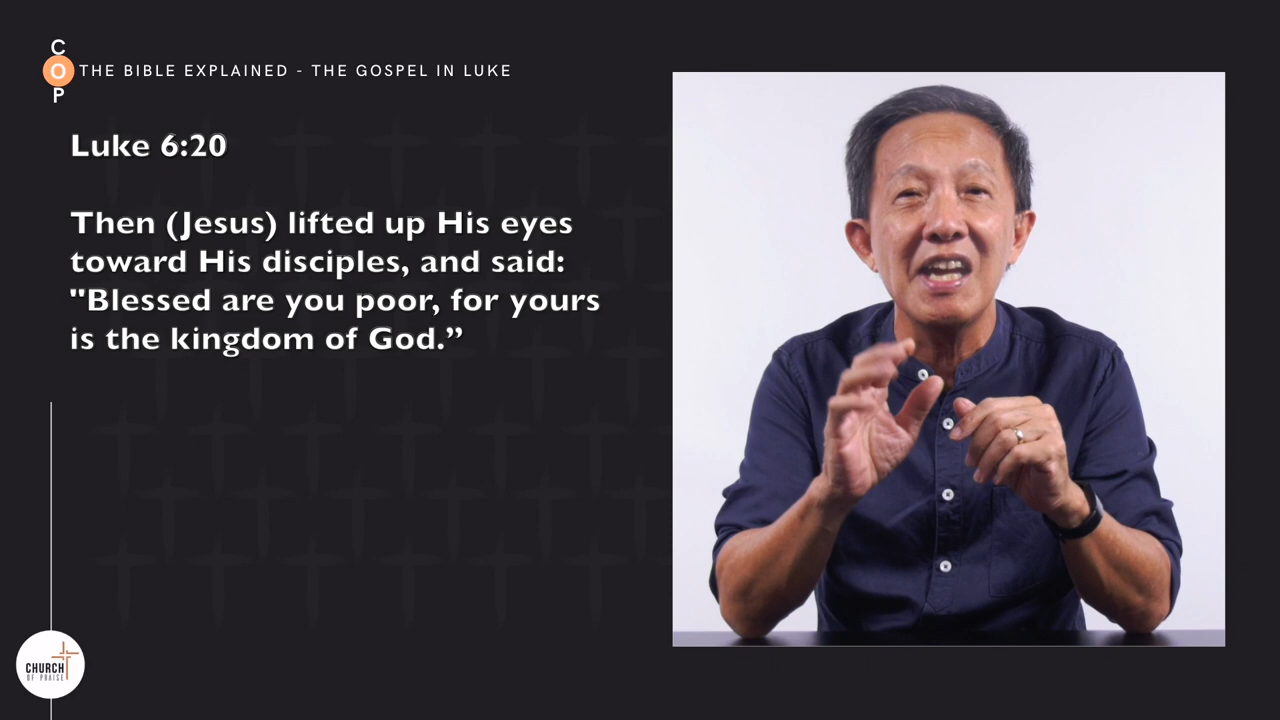 C
O
P
THE BIBLE EXPLAINED - THE GOSPEL IN LUKE
Luke 6:20
Then (Jesus) lifted up His eyes
toward His disciples, and said:
"Blessed are you poor, for yours
is the kingdom of God.”
CHURCH
OF PRAISE